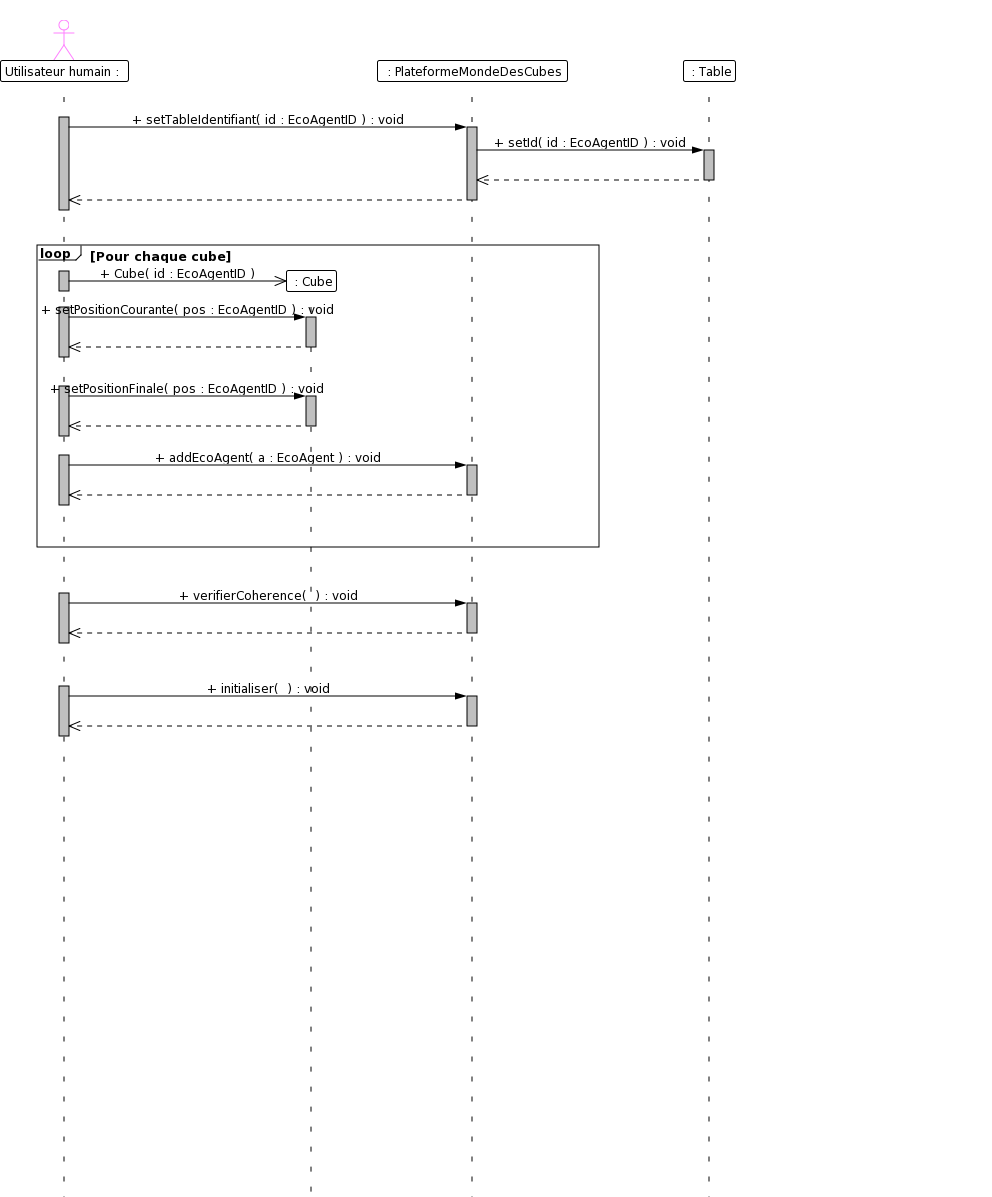 Utilisateur humain :
: PlateformeMondeDesCubes
: Table
+ setTableIdentifiant( id : EcoAgentID ) : void
+ setId( id : EcoAgentID ) : void
loop
[Pour chaque cube]
+ Cube( id : EcoAgentID )
: Cube
+ setPositionCourante( pos : EcoAgentID ) : void
+ setPositionFinale( pos : EcoAgentID ) : void
+ addEcoAgent( a : EcoAgent ) : void
+ verifierCoherence(  ) : void
+ initialiser(  ) : void